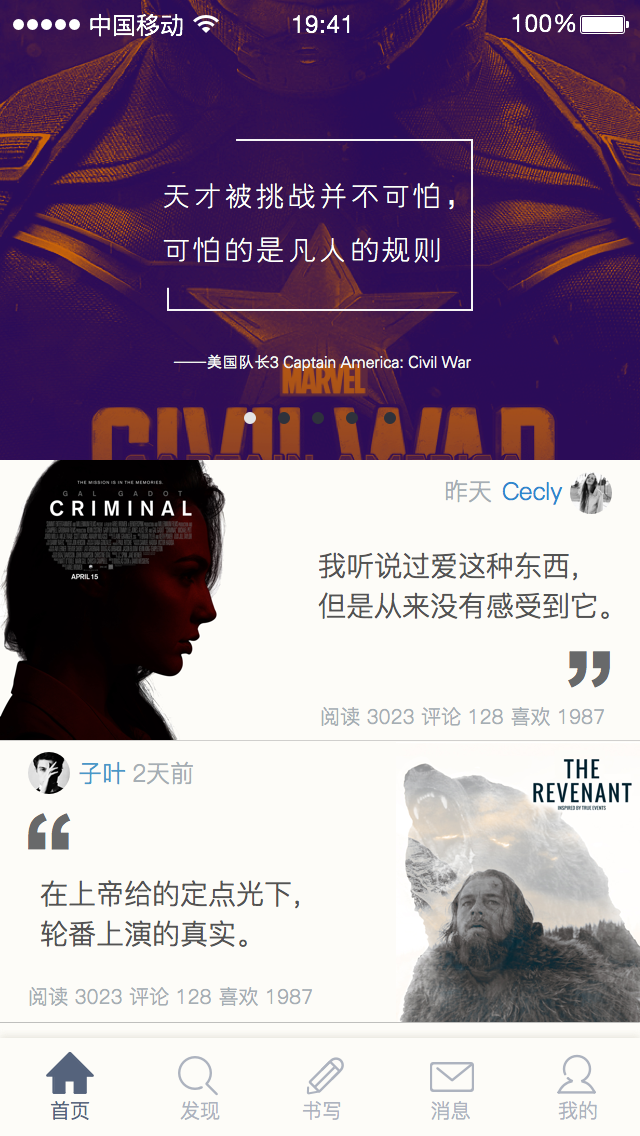 中国移动
19:41
100%
天才被挑战并不可怕，
可怕的是凡人的规则
——美国队长3 Captain America: Civil War
MARVEL
CIVIL WAR
THE MISSION IS IN THE MEMORIES.
GAL GADOT
CRIMINAL
APRIL 15
昨天 Cecly
我听说过爱这种东西，
但是从来没有感受到它。
”
阅读 3023 评论 128 喜欢 1987
子叶 2天前
“
在上帝给的定点光下，
轮番上演的真实。
阅读 3023 评论 128 喜欢 1987
THE
REVENANT
INSPIRED BY TRUE EVENTS
首页
发现
书写
消息
我的